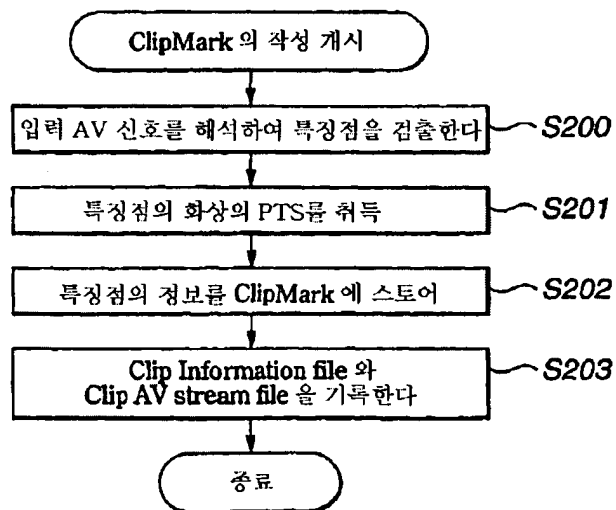 ClipMark 의 작성 개시
입력 AV 신호를 해석하여 특징점을 검출한다
S200
특징점의 화상의 PTS를 취득
S201
특징점의 정보를 ClipMark 에 스토어
S202
Clip Information file 와
Clip AV stream file 을 기록한다
S203
종료